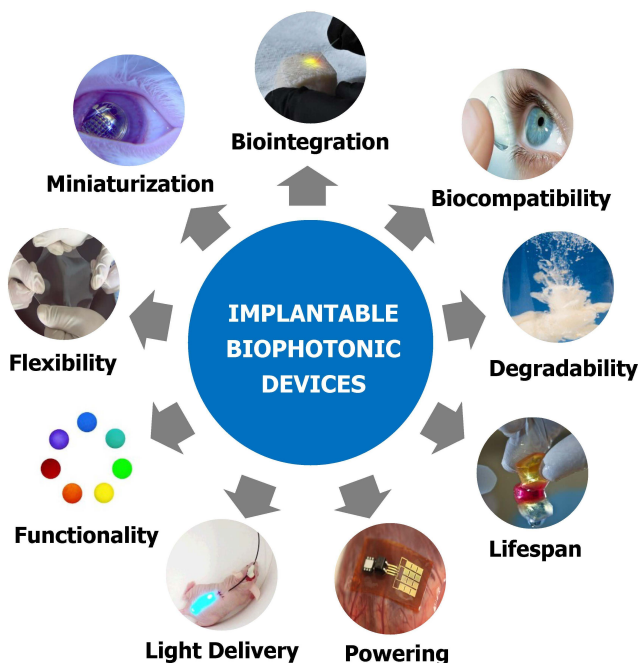 Biointegration
Miniaturization
Biocompatibility
IMPLANTABLE
BIOPHOTONIC
DEVICES
Flexibility
Degradability
Functionality
Lifespan
Light Delivery
Powering